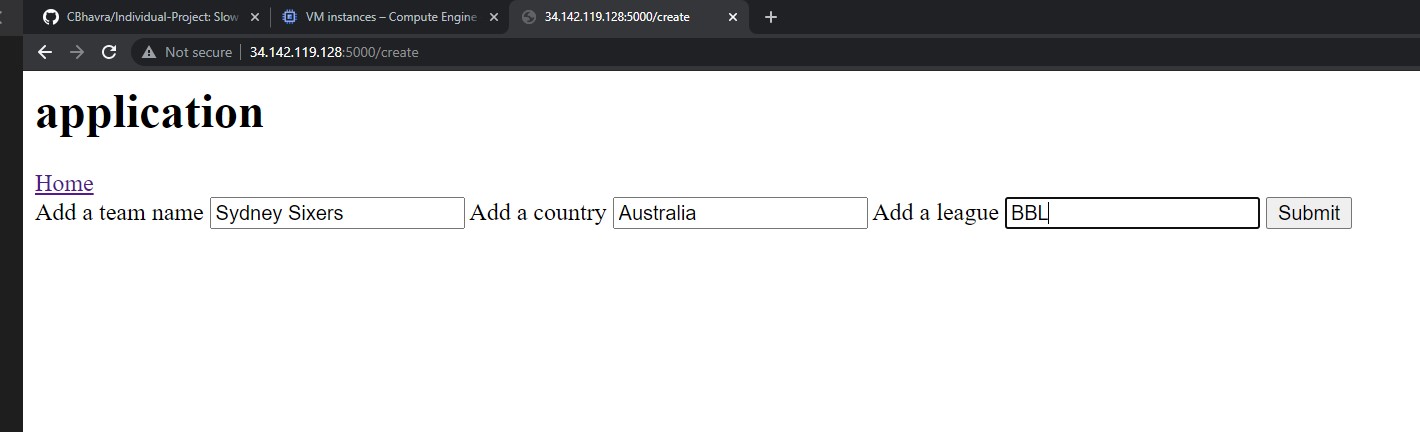 CBhavra/Individual-Project: Slow
VM instances – Compute Engine
34.142.119.128:5000/create
Not secure 34.142.119.128:5000/create
application
Home
Add a team name Sydney Sixers Add a country Australia Add a league BBL Submit